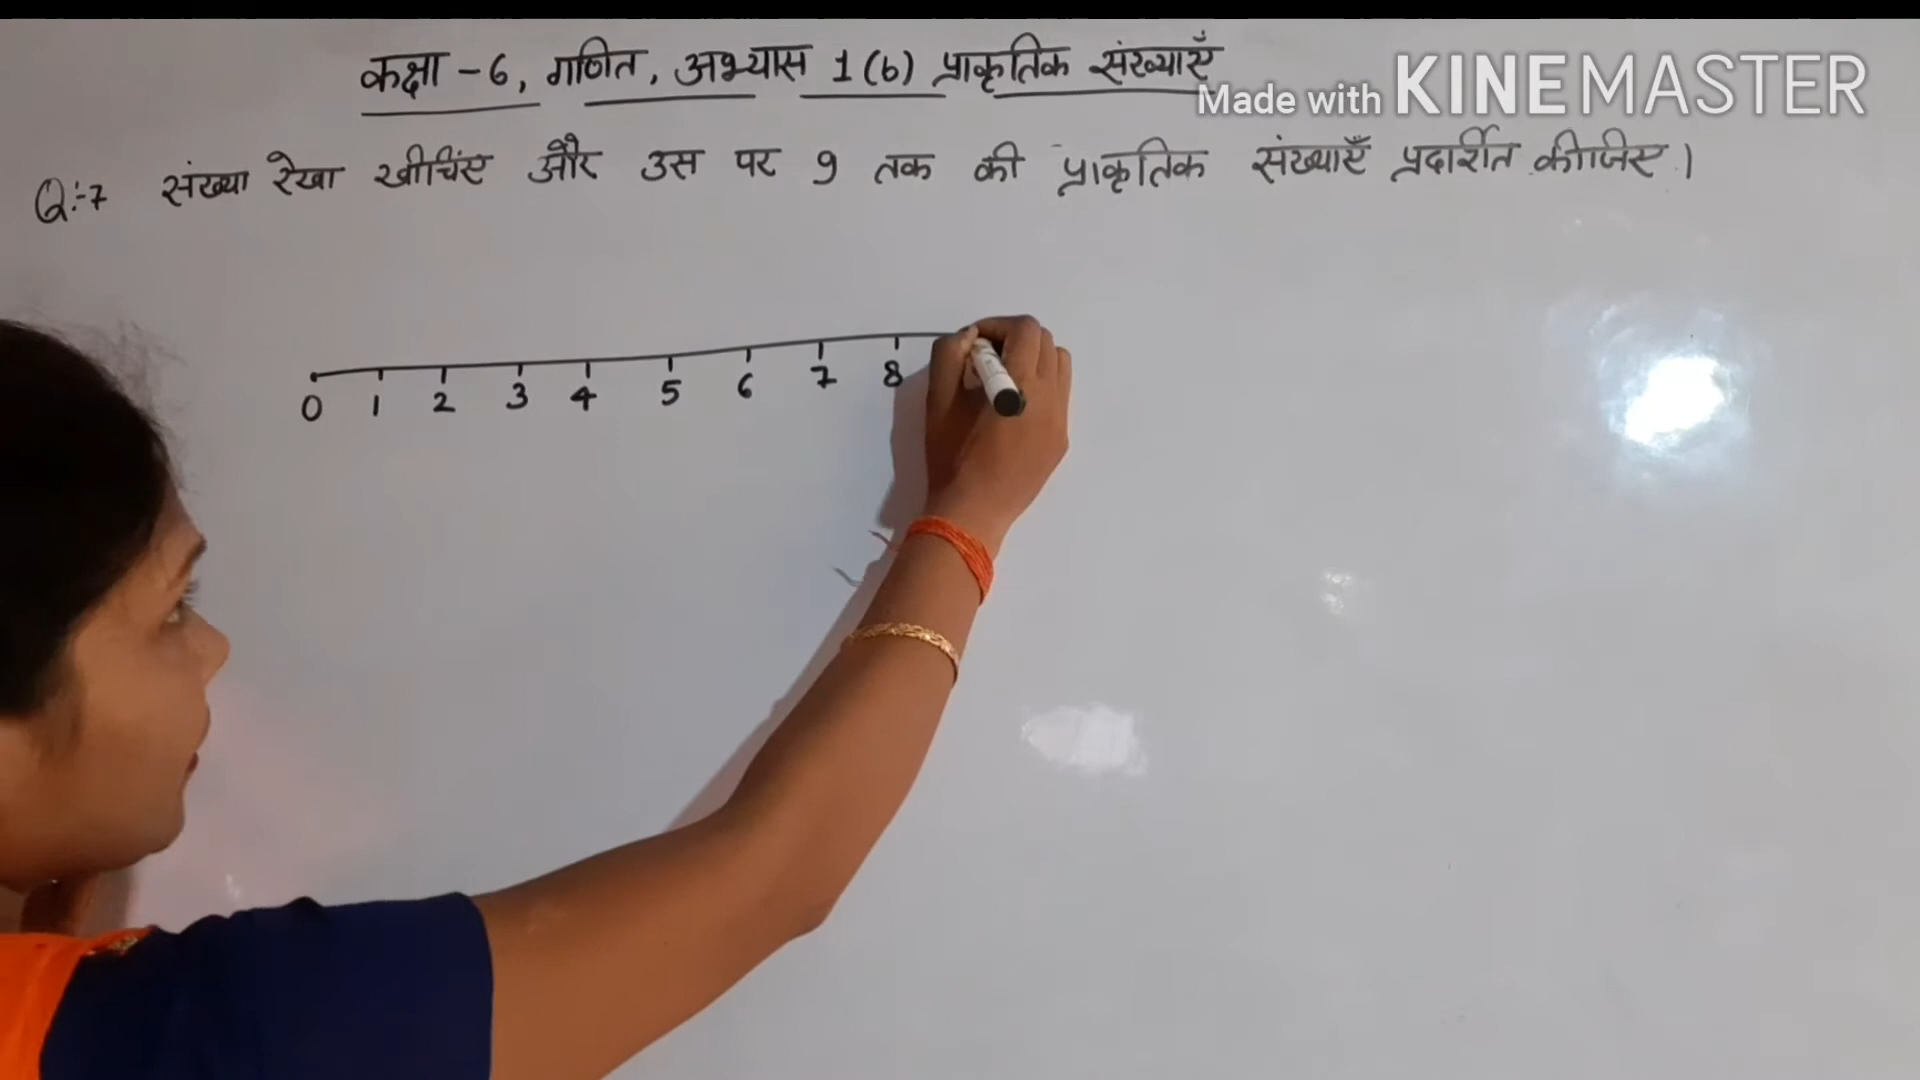 कक्षा - 6, गणित, अभ्यास 1 (b) प्राकृतिक संख्याएँ
Made with KINEMASTER
Q:-7 संख्या रेखा खीचिंए और उस पर 9 तक की प्राकृतिक संख्याएँ प्रदार्शित कीजिए।
0 1 2 3 4 5 6 7 8